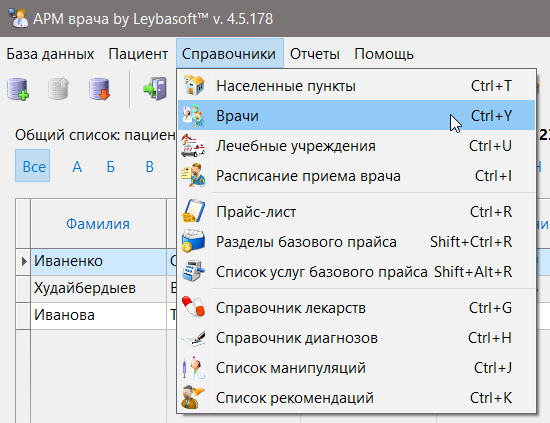 АРМ врача by Leybasoft™ v. 4.5.178
База данных Пациент Справочники Отчеты Помощь
Населенные пункты Ctrl+T
Врачи Ctrl+Y
Общий список: пациен
Лечебные учреждения Ctrl+U
Все А Б В
Расписание приема врача Ctrl+I
Прайс-лист Ctrl+R
Фамилия
Разделы базового прайса Shift+Ctrl+R
Иваненко
Список услуг базового прайса Shift+Alt+R
Худайбердыев
Иванова
Справочник лекарств Ctrl+G
Справочник диагнозов Ctrl+H
Список манипуляций Ctrl+J
Список рекомендаций Ctrl+K